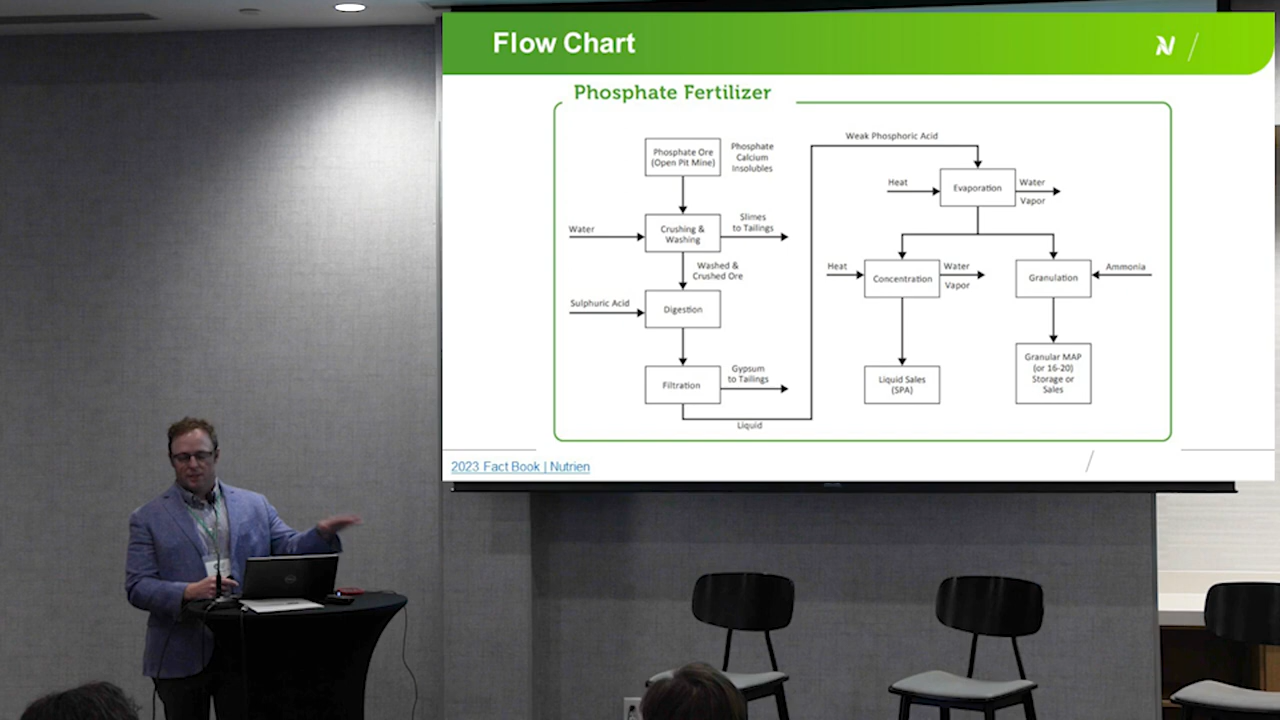 Flow Chart
Phosphate Fertilizer
Phosphate Ore
(Open Pit Mine)
Phosphate
Calcium
Insolubles
Water
Crushing &
Washing
Slimes
to Tailings
Washed &
Crushed Ore
Sulphuric Acid
Digestion
Filtration
Gypsum
to Tailings
Liquid
Weak Phosphoric Acid
Heat
Evaporation
Water
Vapor
Heat
Concentration
Water
Vapor
Granulation
Ammonia
Liquid Sales
(SPA)
Granular MAP
(or 16-20)
Storage or
Sales
2023 Fact Book | Nutrien